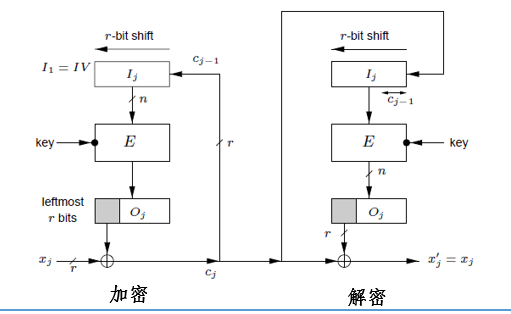 r-bit shift
r-bit shift
c_{j-1}
I_1 = IV
I_j
I_j
n
c_{j-1}
key
E
r
E
key
n
leftmost
r bits
O_j
O_j
r
x_j
r
c_j
x'_j = x_j
加密
解密